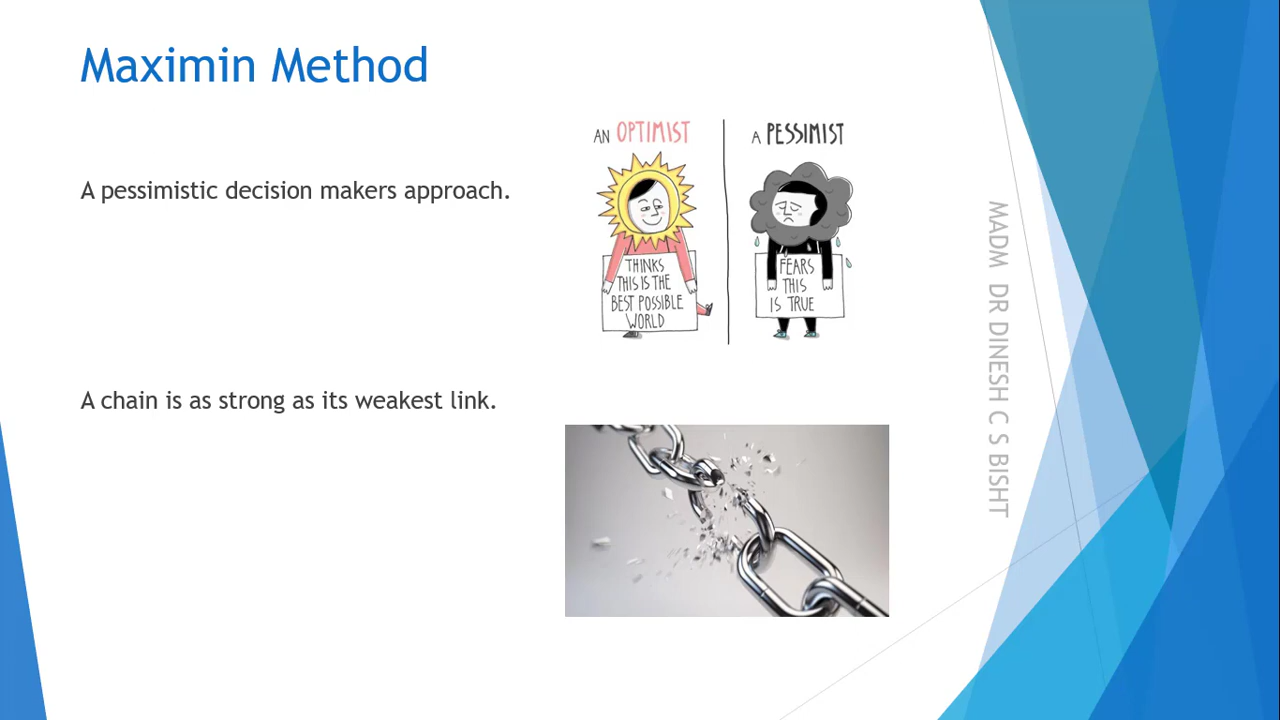 Maximin Method
A pessimistic decision makers approach.
AN OPTIMIST
THINKS
THIS IS THE
BEST POSSIBLE
WORLD
A PESSIMIST
FEARS
THIS
IS TRUE
A chain is as strong as its weakest link.
MADM DR DINESH C S BISHT